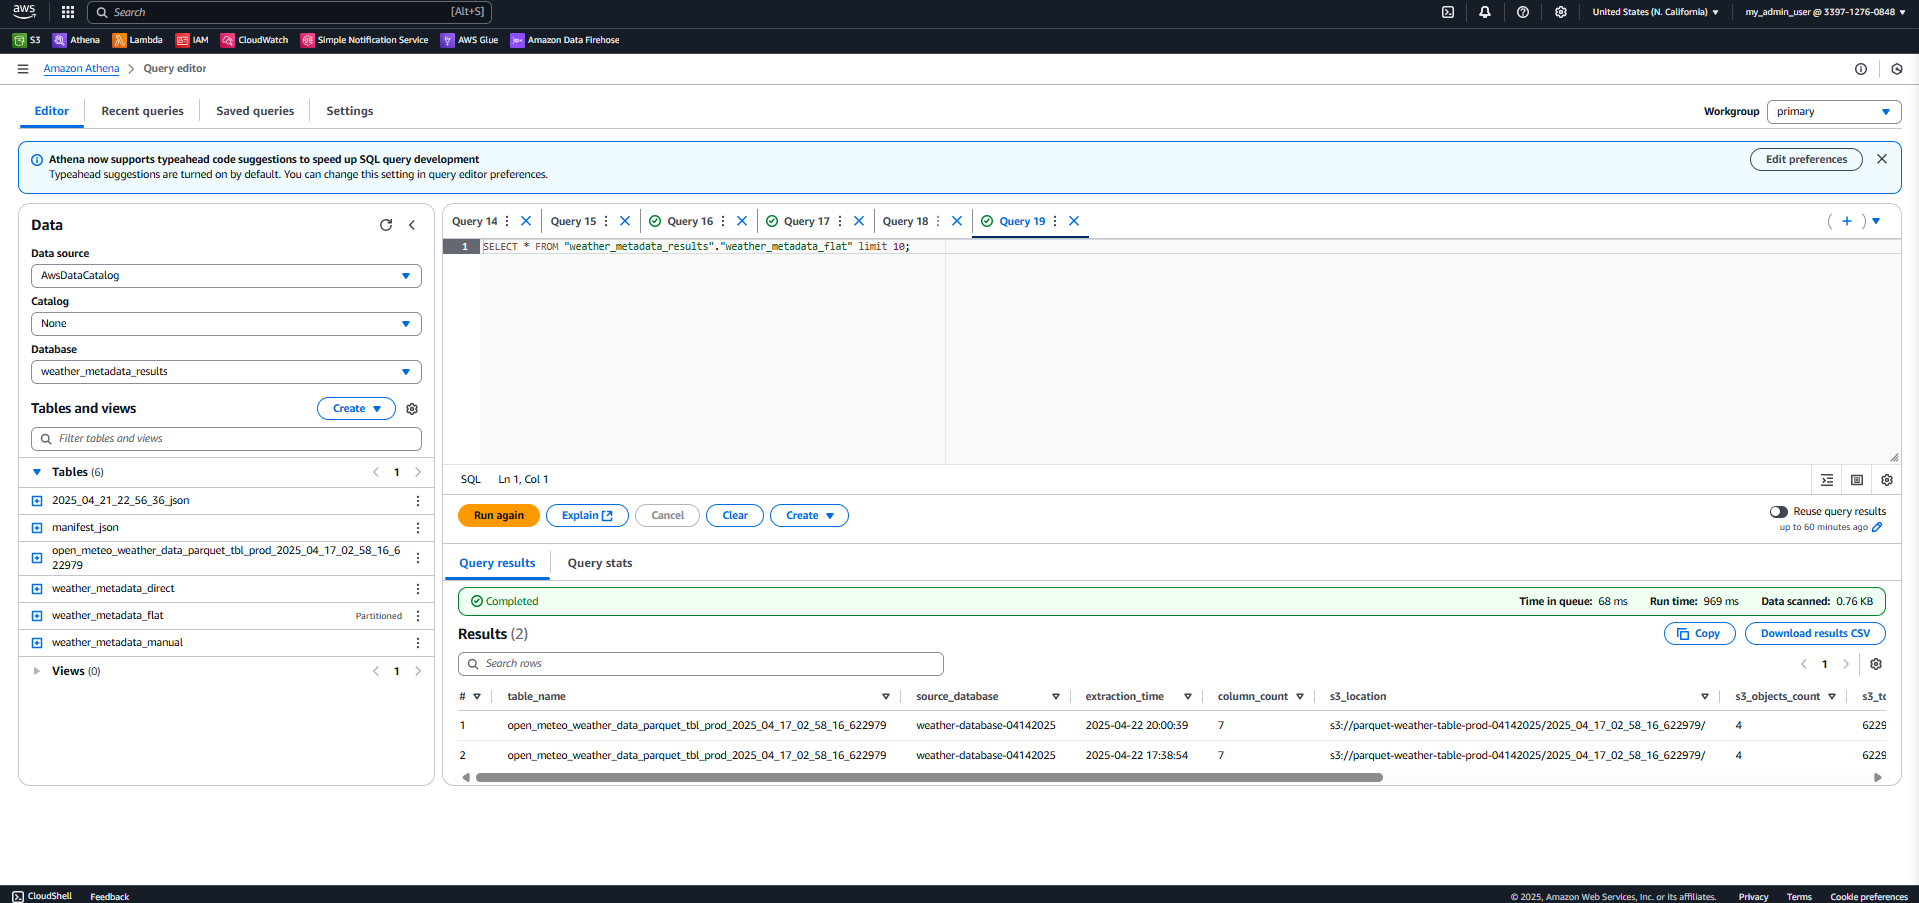 aws
Search
[Alt+S]
United States (N. California)
my_admin_user @ 3397-1276-0848
S3
Athena
Lambda
IAM
CloudWatch
Simple Notification Service
AWS Glue
Amazon Data Firehose
Amazon Athena
Query editor
Editor
Recent queries
Saved queries
Settings
Workgroup
primary
Athena now supports typeahead code suggestions to speed up SQL query development
Typeahead suggestions are turned on by default. You can change this setting in query editor preferences.
Edit preferences
Data
Data source
AwsDataCatalog
Catalog
None
Database
weather_metadata_results
Tables and views
Create
Filter tables and views
Tables (6)
1
2025_04_21_22_56_36_json
manifest_json
open_meteo_weather_data_parquet_tbl_prod_2025_04_17_02_58_16_6
22979
weather_metadata_direct
weather_metadata_flat
Partitioned
weather_metadata_manual
Views (0)
1
Query 14
Query 15
Query 16
Query 17
Query 18
Query 19
1
SELECT * FROM "weather_metadata_results"."weather_metadata_flat" limit 10;
SQL
Ln 1, Col 1
Run again
Explain
Cancel
Clear
Create
Reuse query results
up to 60 minutes ago
Query results
Query stats
Completed
Time in queue: 68 ms
Run time: 969 ms
Data scanned: 0.76 KB
Results (2)
Copy
Download results CSV
Search rows
1
#
table_name
source_database
extraction_time
column_count
s3_location
s3_objects_count
s3_to
1
open_meteo_weather_data_parquet_tbl_prod_2025_04_17_02_58_16_622979
weather-database-04142025
2025-04-22 20:00:39
7
s3://parquet-weather-table-prod-04142025/2025_04_17_02_58_16_622979/
4
6229
2
open_meteo_weather_data_parquet_tbl_prod_2025_04_17_02_58_16_622979
weather-database-04142025
2025-04-22 17:38:54
7
s3://parquet-weather-table-prod-04142025/2025_04_17_02_58_16_622979/
4
6229
CloudShell
Feedback
© 2025, Amazon Web Services, Inc. or its affiliates.
Privacy
Terms
Cookie preferences